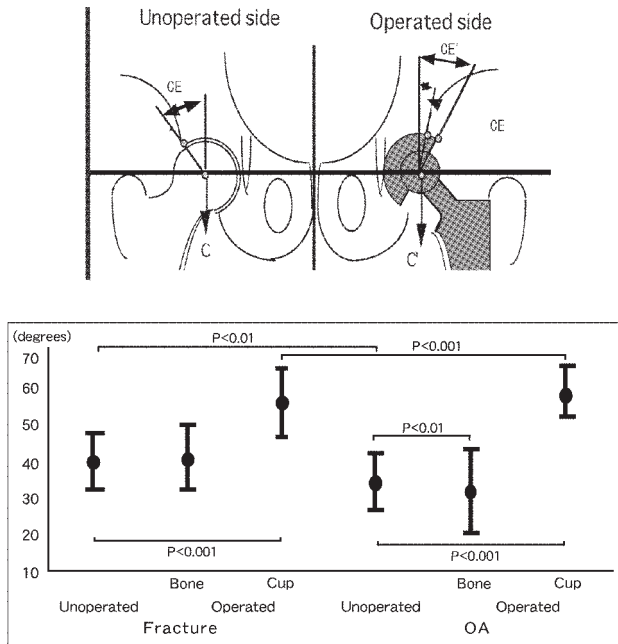 Unoperated side Operated side
CE CE'
CE
C C'
(degrees)
70
60
50
40
30
20
10
P<0.01
P<0.001
P<0.01
P<0.001
P<0.001
Bone Cup Bone Cup
Unoperated Operated Unoperated Operated
Fracture OA